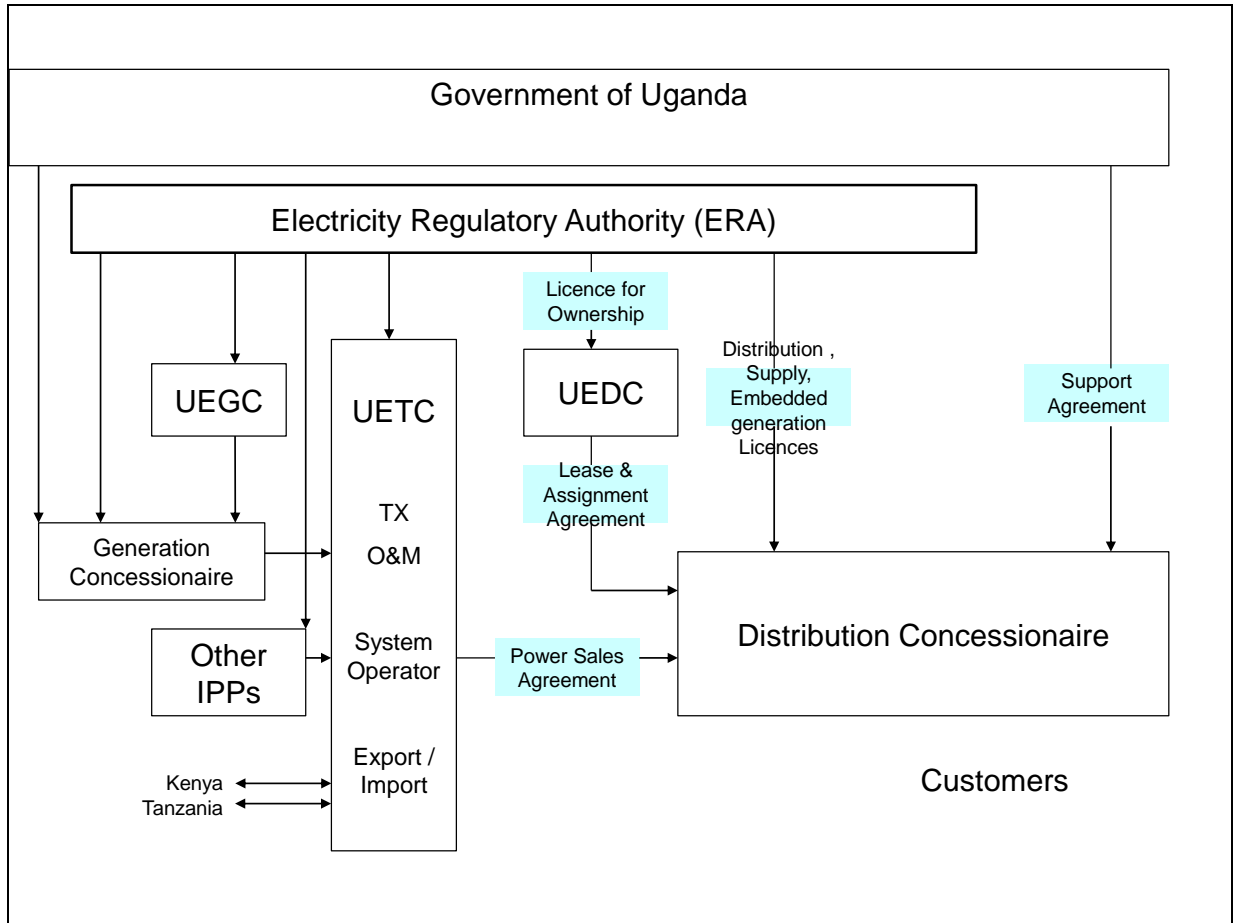 Government of Uganda
Electricity Regulatory Authority (ERA)
Licence for
Ownership
Distribution ,
Supply,
Embedded
generation
Licences
Support
Agreement
UEGC
UETC
UEDC
Lease &
Assignment
Agreement
TX
O&M
Generation
Concessionaire
Other
IPPs
System
Operator
Power Sales
Agreement
Distribution Concessionaire
Export /
Import
Kenya
Tanzania
Customers